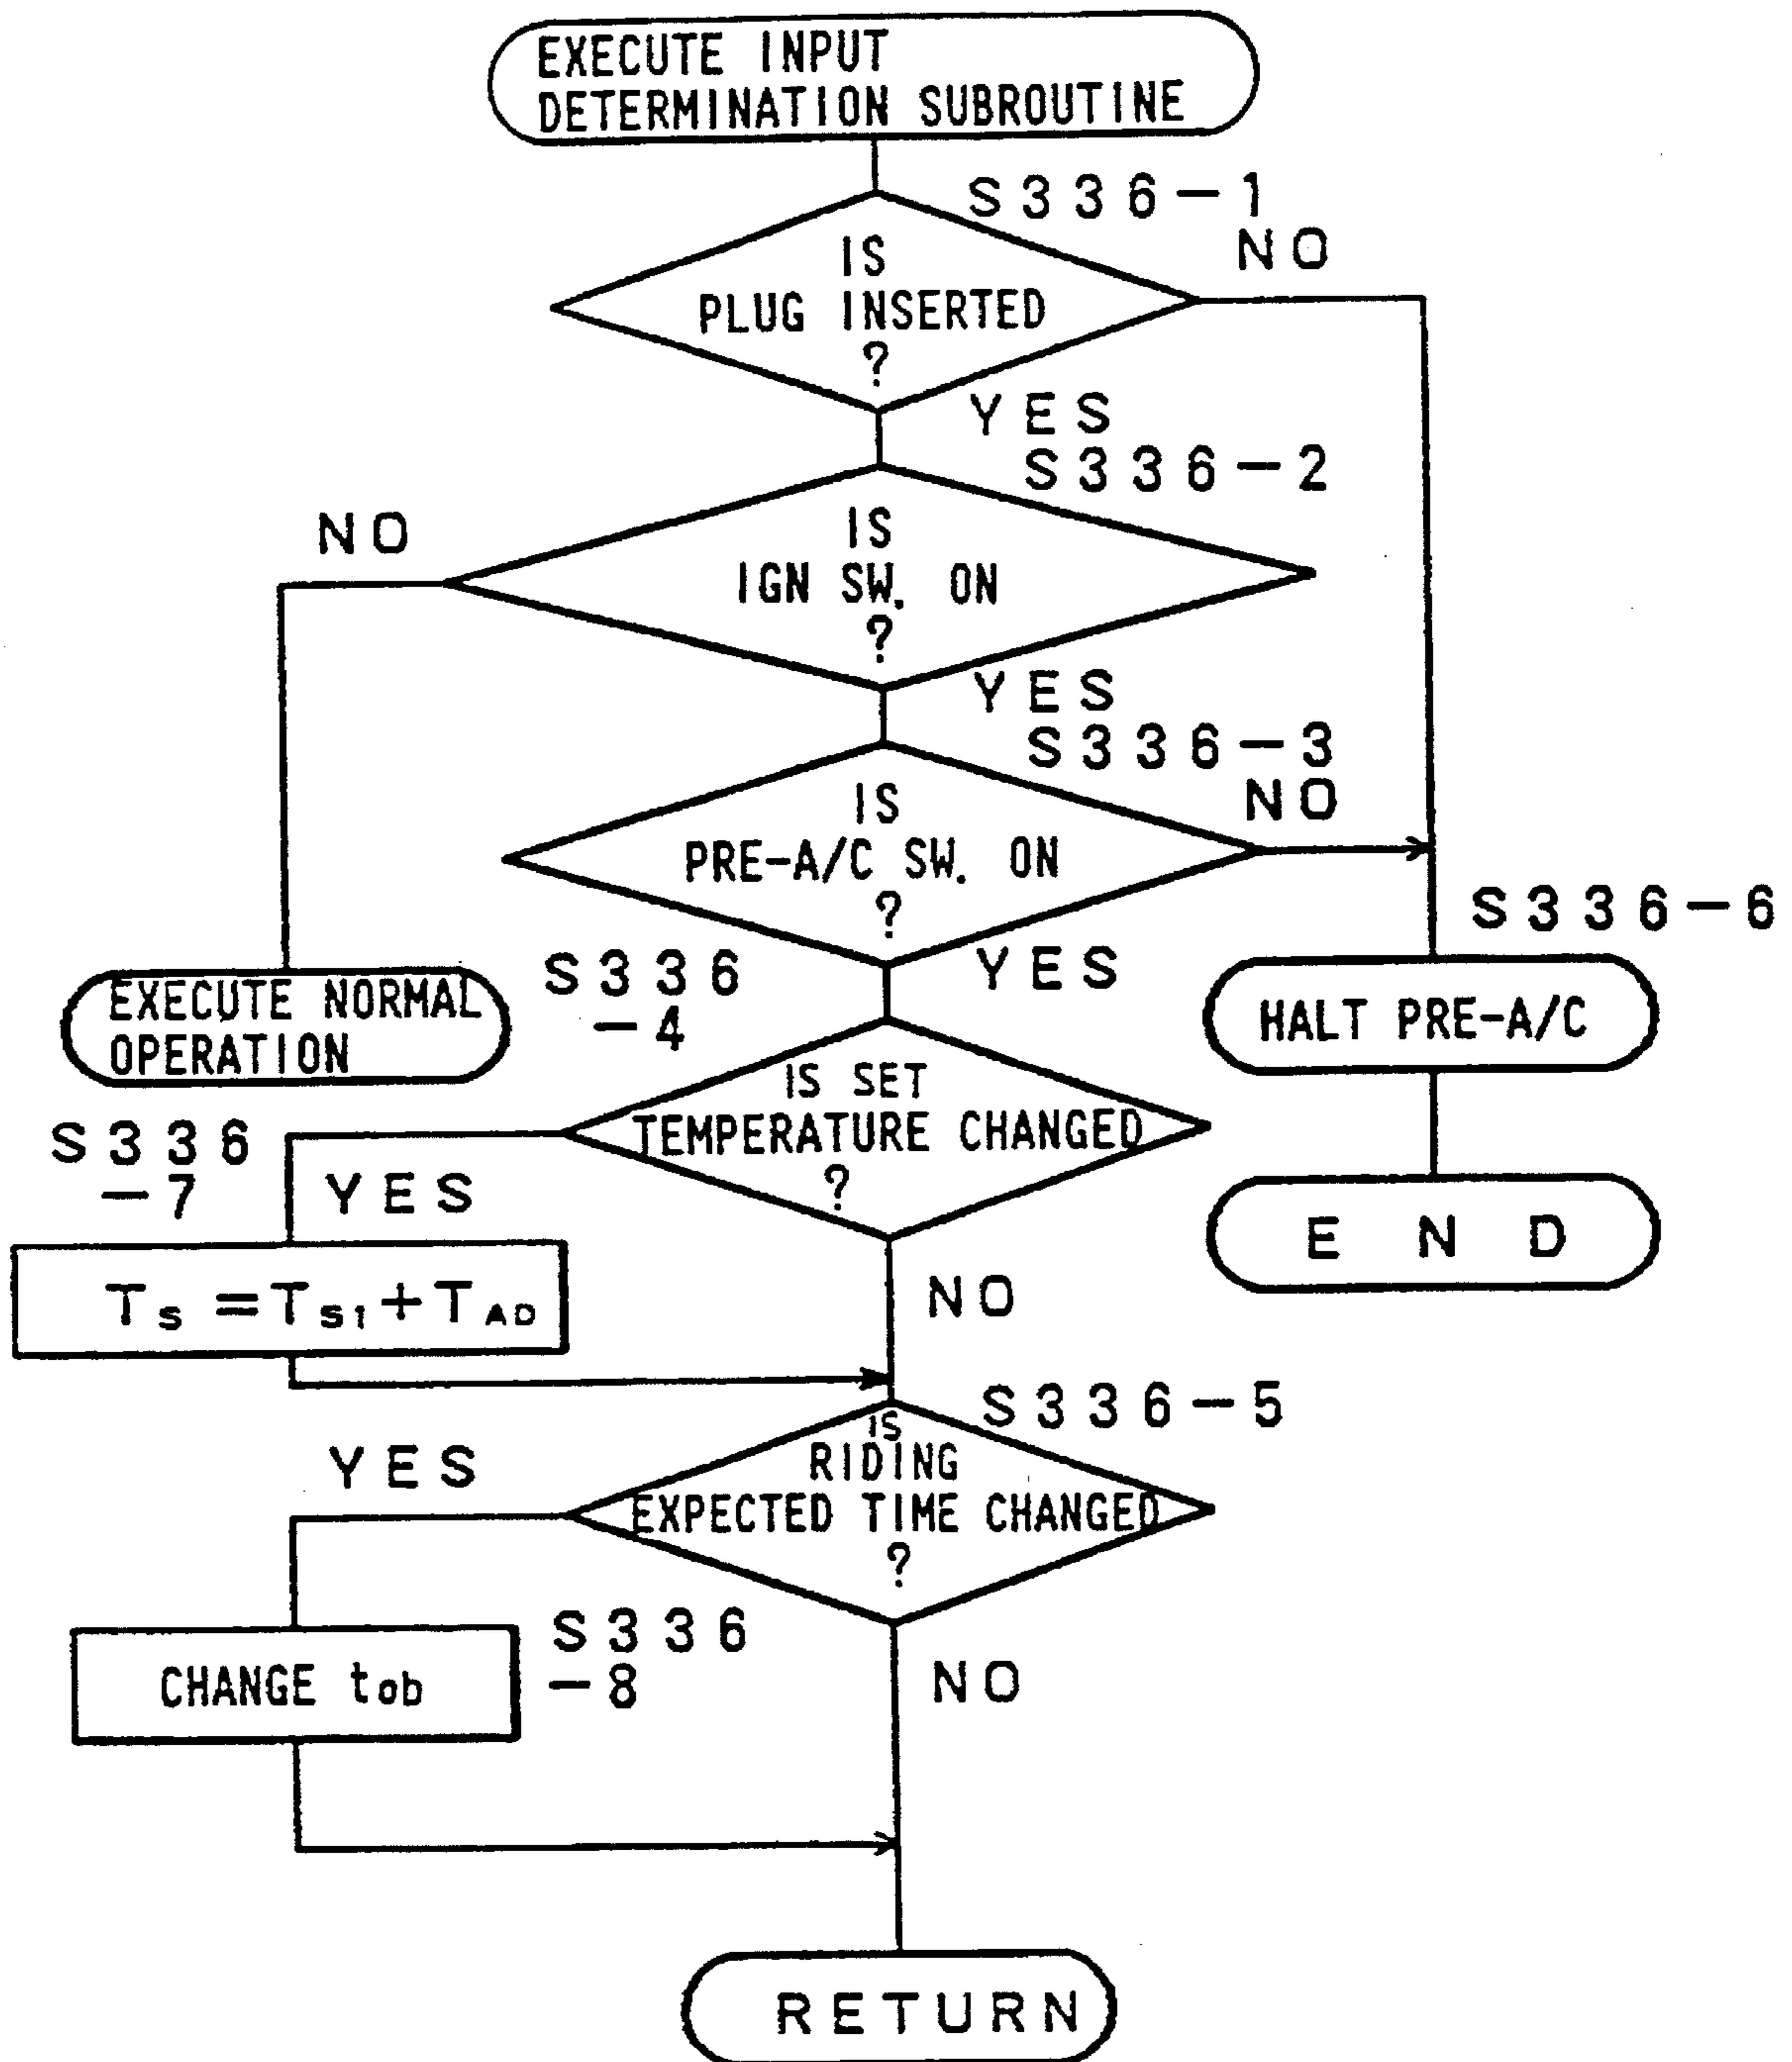 EXECUTE INPUT
DETERMINATION SUBROUTINE
S336-1
NO
IS
PLUG INSERTED
?
YES
S336-2
NO
IS
IGN SW. ON
?
YES
S336-3
NO
IS
PRE-A/C SW. ON
?
YES
S336-6
HALT PRE-A/C
END
EXECUTE NORMAL
OPERATION
S336
-4
IS SET
TEMPERATURE CHANGED
?
S336
-7
YES
TS=TS1+TAD
NO
S336-5
IS
RIDING
EXPECTED TIME CHANGED
?
YES
CHANGE tob
S336
-8
NO
RETURN